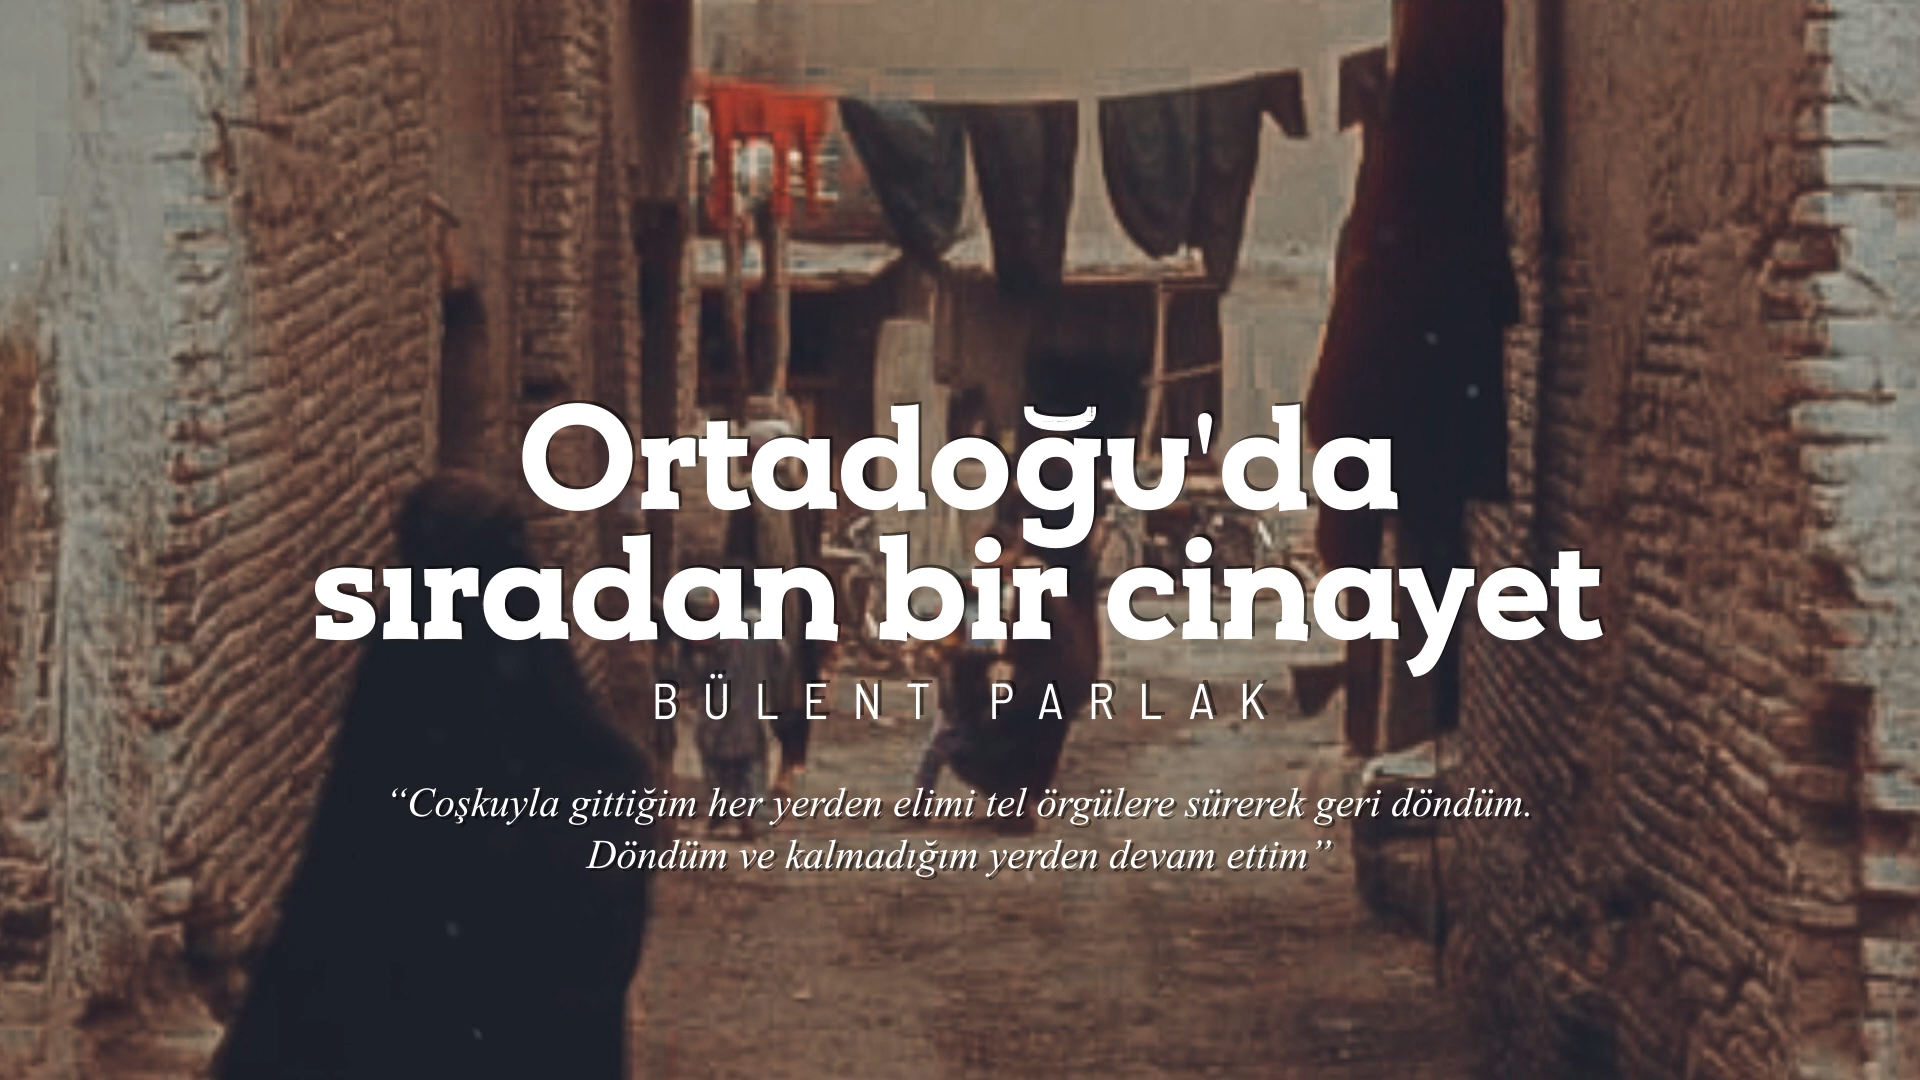 Ortadoğu'da
sıradan bir cinayet
BÜLENT PARLAK
“Coşkuyla gittiğim her yerden elimi tel örgülere sürerek geri döndüm.
Döndüm ve kalmadığım yerden devam ettim”